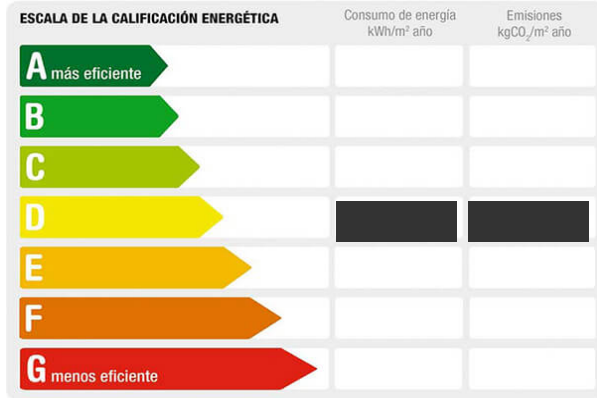 ESCALA DE LA CALIFICACIÓN ENERGÉTICA
Consumo de energía
kWh/m² año
Emisiones
kgCO₂/m² año
A más eficiente
B
C
D
E
F
G menos eficiente